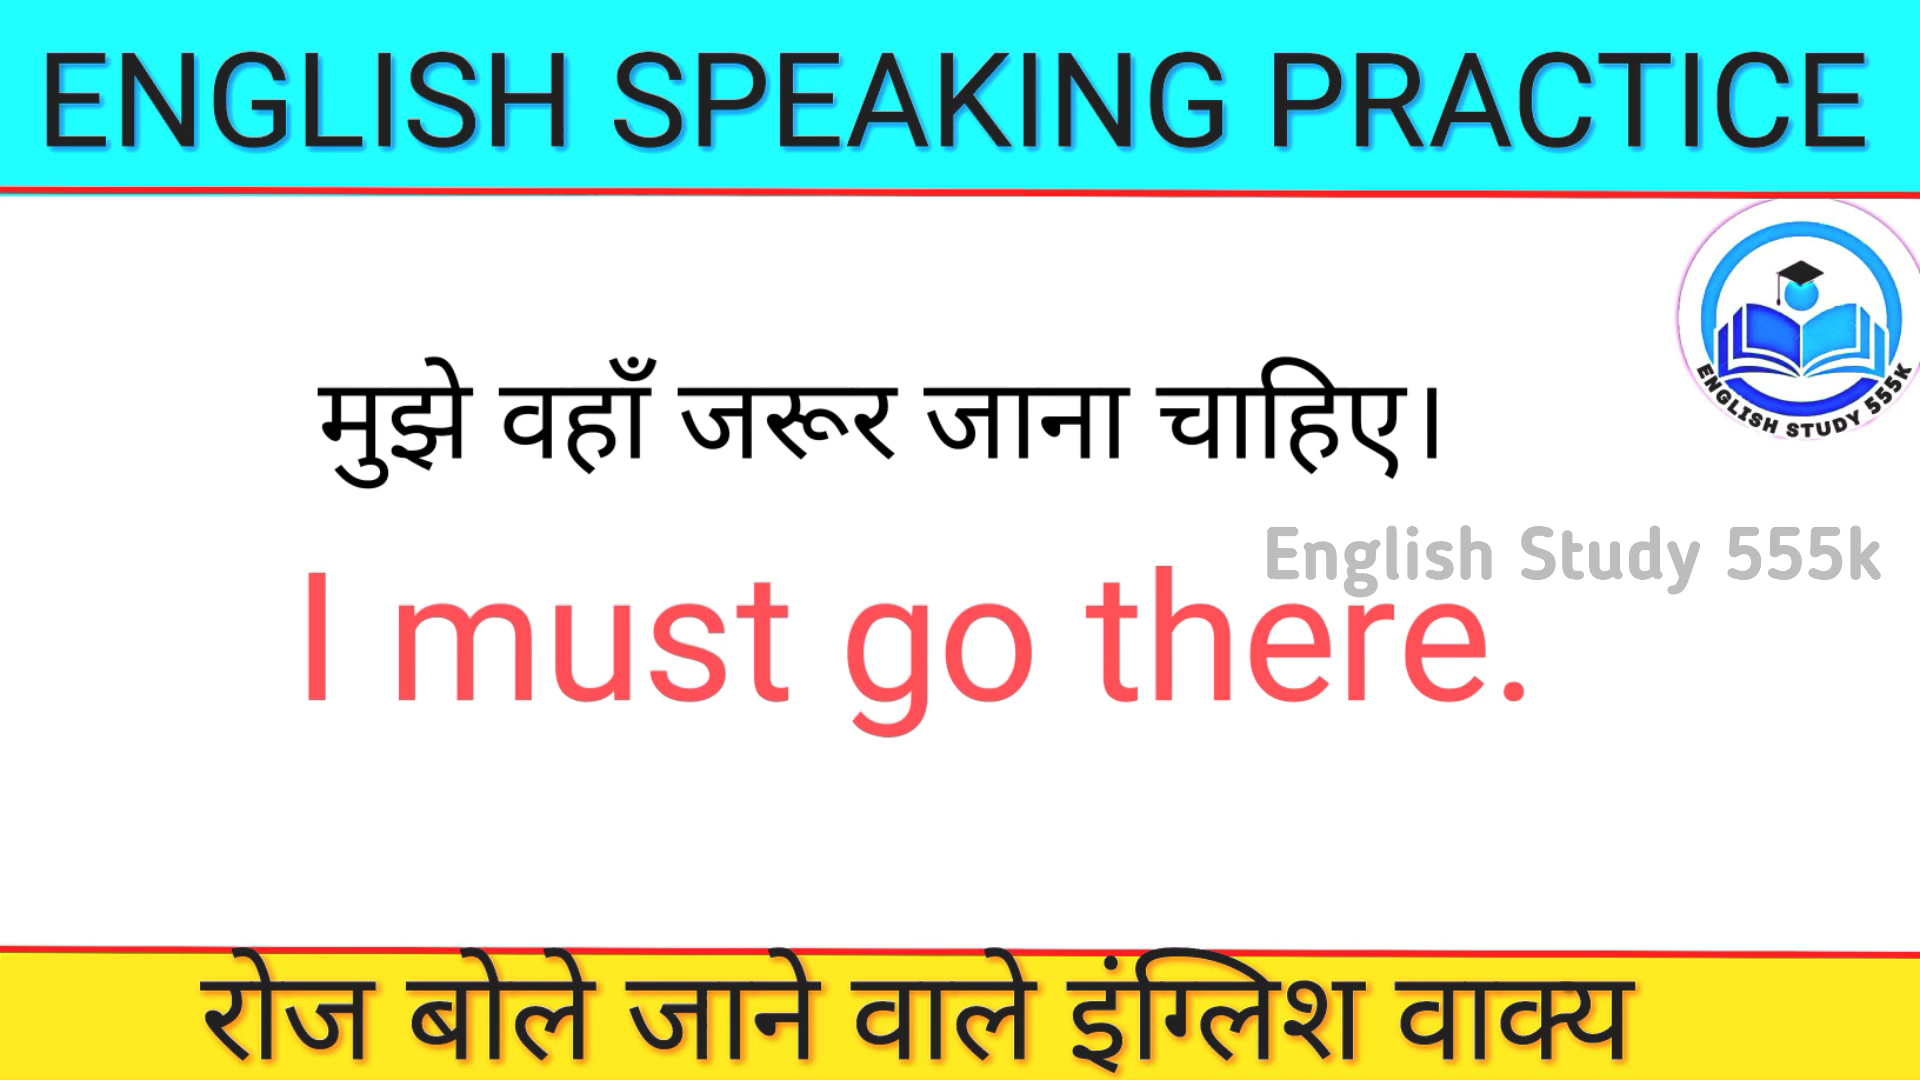 ENGLISH SPEAKING PRACTICE
ENGLISH STUDY 555K
मुझे वहाँ जरूर जाना चाहिए।
English Study 555k
I must go there.
रोज बोले जाने वाले इंग्लिश वाक्य